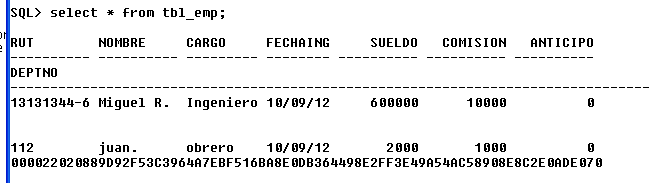 SQL> select * from tbl_emp;
RUT        NOMBRE     CARGO     FECHAING     SUELDO   COMISION   ANTICIPO
---------- ---------- --------- -------- ---------- ---------- ----------
DEPTNO
--------------------------------------------------------------------------------
13131344-6 Miguel R.  Ingeniero 10/09/12     600000      10000          0
112        juan.      obrero    10/09/12       2000       1000          0
000022020889D92F53C3964A7EBF516BA8E0DB364498E2FF3E49A54AC58908E8C2E0ADE070